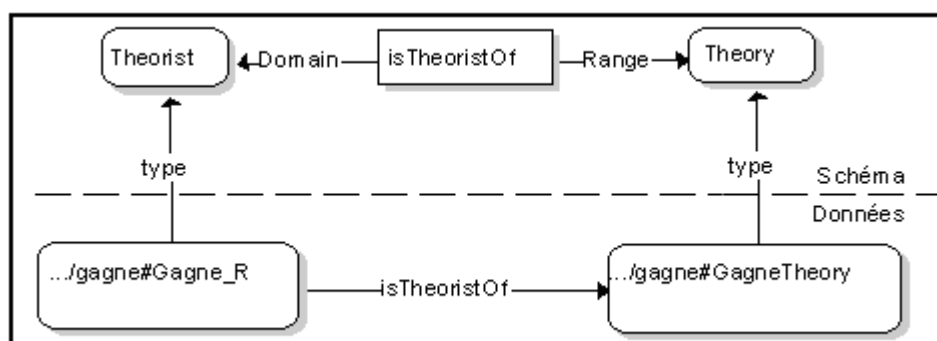 Theorist Domain isTheoristOf Range Theory
type type
Schéma
Données
.../gagne#Gagne_R .../gagne#GagneTheory
isTheoristOf